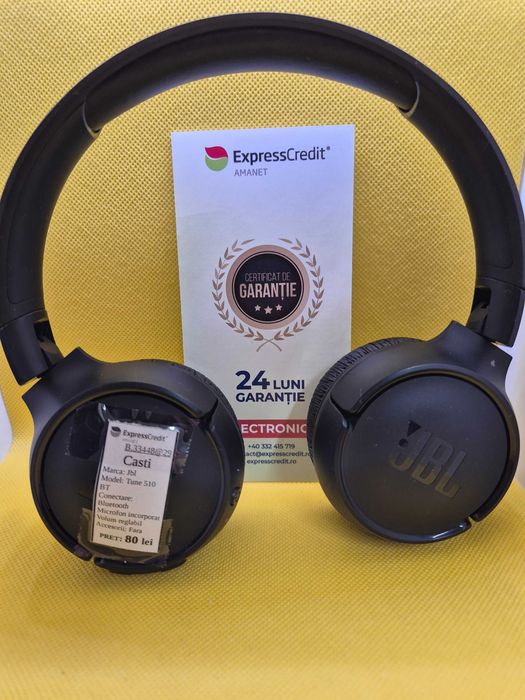 ExpressCredit®
AMANET
CERTIFICAT DE
GARANȚIE
24 LUNI
GARANȚIE
ECTRONIC
+40 332 415 719
act@expresscredit.ro
expresscredit.ro
ExpressCredit
AMANET
B.33448@29
Casti
Marca: Jbl
Model: Tune 510
BT
Conectare:
Bluetooth
Microfon incorporat
Volum reglabil
Accesorii: Fara
PRET: 80 lei
JBL